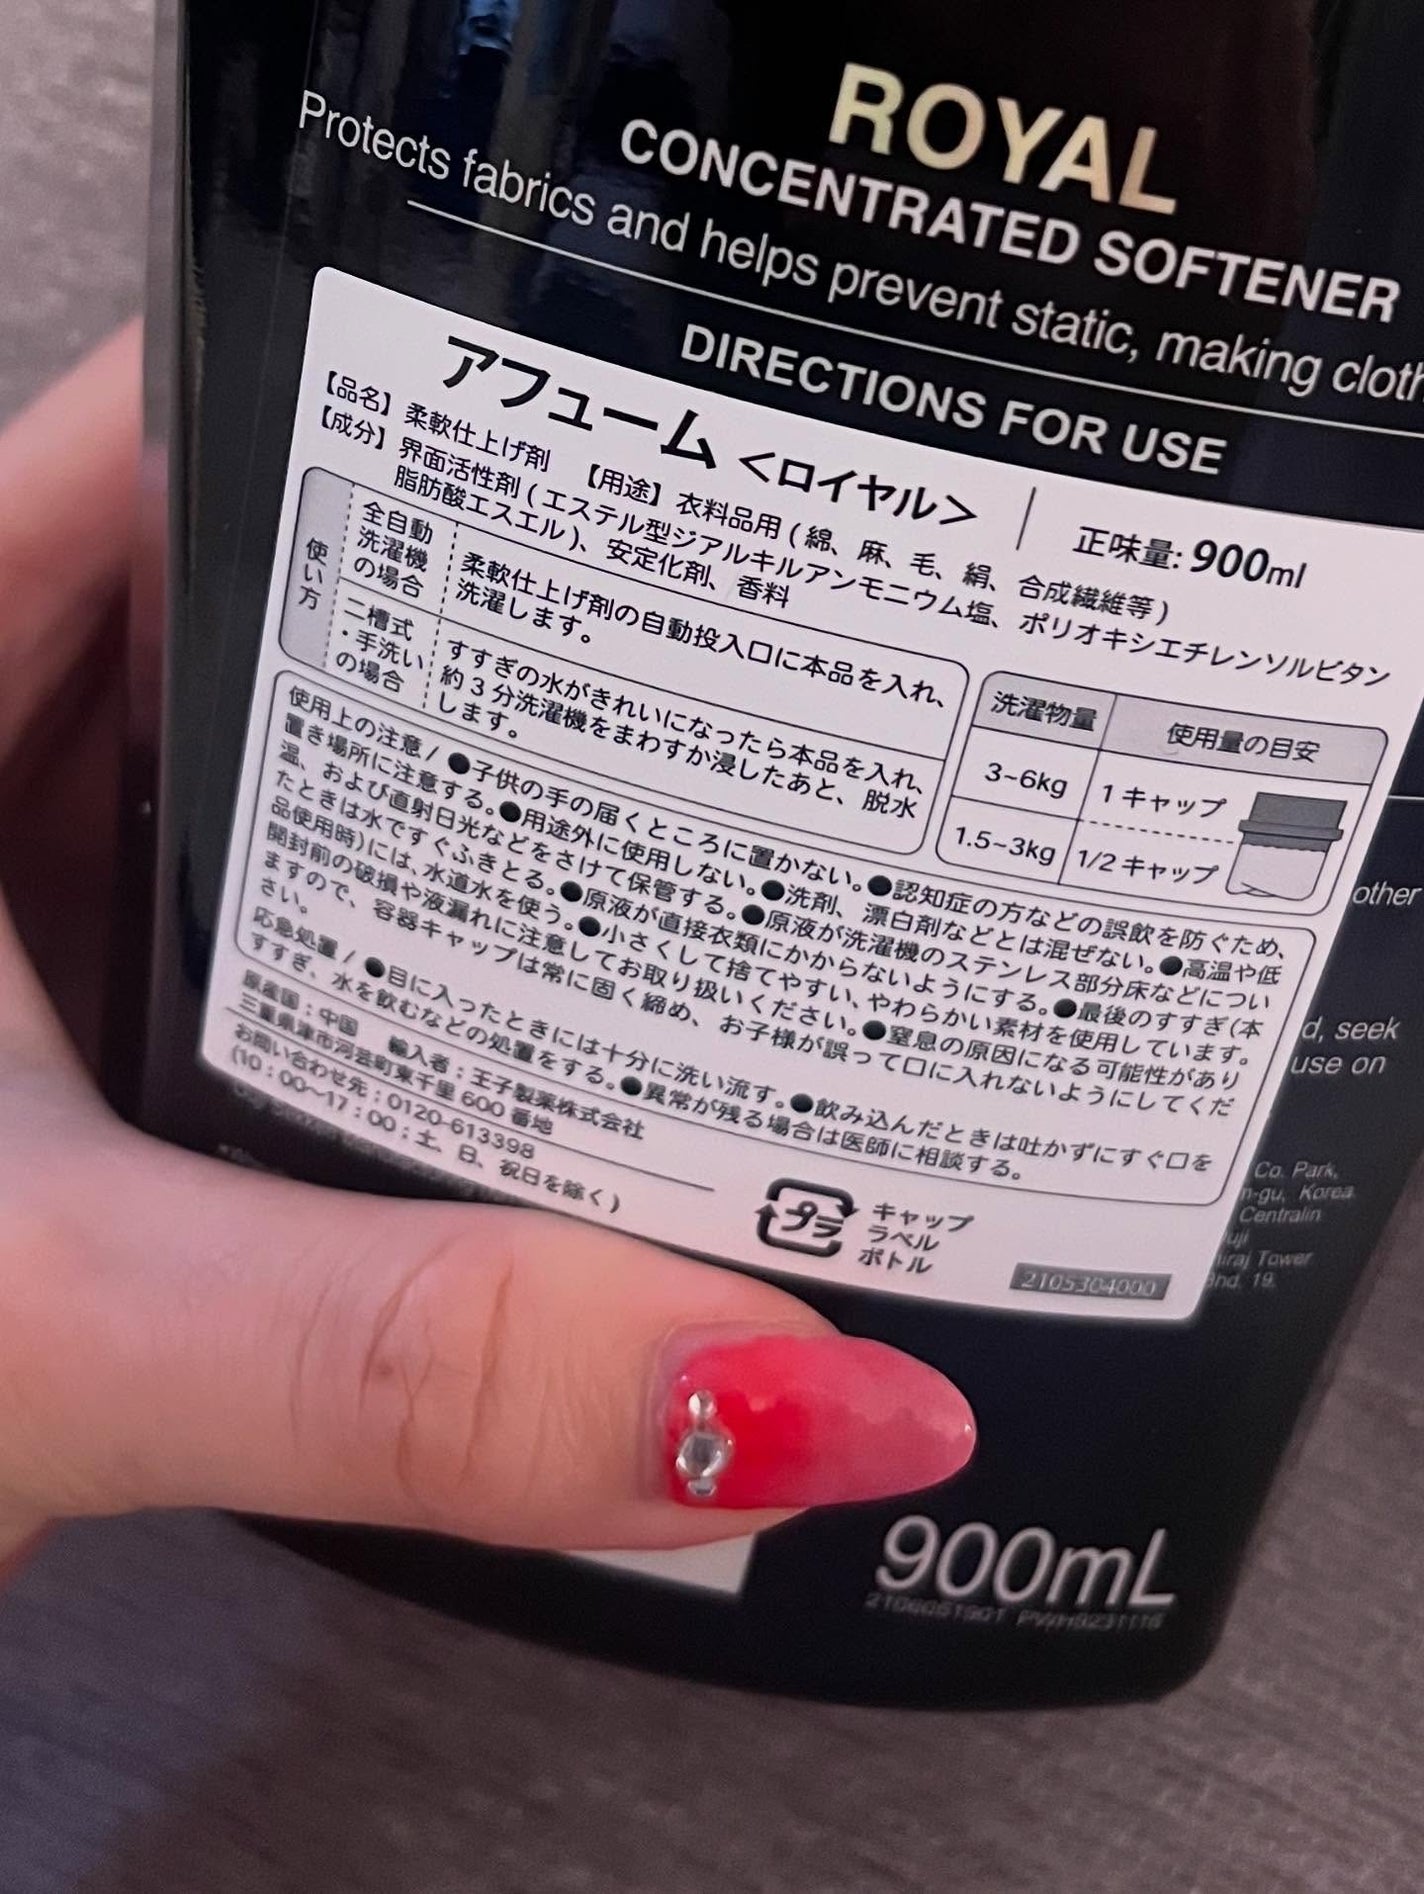 ROYAL
CONCENTRATED SOFTENER
Protects fabrics and helps prevent static, making cloth
DIRECTIONS FOR USE
アフューム <ロイヤル>
正味量: 900ml
【品名】柔軟仕上げ剤 【用途】衣料品用 ( 綿、麻、毛、絹、合成繊維等 )
【成分】界面活性剤 ( エステル型ジアルキルアンモニウム塩、ポリオキシエチレンソルビタン
脂肪酸エスエル )、安定化剤、香料
使い方
全自動
洗濯機
の場合
柔軟仕上げ剤の自動投入口に本品を入れ、
洗濯します。
二槽式
・手洗い
の場合
すすぎの水がきれいになったら本品を入れ、
約 3 分洗濯機をまわすか浸したあと、脱水
します。
洗濯物量 使用量の目安
3~6kg 1 キャップ
1.5~3kg 1/2 キャップ
使用上の注意 / ●子供の手の届くところに置かない。●認知症の方などの誤飲を防ぐため、
置き場所に注意する。●用途外に使用しない。●洗剤、漂白剤などとは混ぜない。●高温や低
温、および直射日光などをさけて保管する。●原液が洗濯機のステンレス部分床などについ
たときは水ですぐふきとる。●原液が直接衣類にかからないようにする。●最後のすすぎ(本
品使用時)には、水道水を使う。●小さくして捨てやすい、やわらかい素材を使用しています。
開封前の破損や液漏れに注意してお取り扱いください。●窒息の原因になる可能性があり
ますので、容器キャップは常に固く締め、お子様が誤って口に入れないようにしてくだ
さい。
応急処置 / ●目に入ったときには十分に洗い流す。●飲み込んだときは吐かずにすぐ口を
すすぎ、水を飲むなどの処置をする。●異常が残る場合は医師に相談する。
原産国：中国 輸入者：王子製薬株式会社
三重県津市河芸町東千里 600 番地
お問い合わせ先：0120-613398
(10：00〜17：00：土、日、祝日を除く)
プラ
キャップ
ラベル
ボトル
2105304000
other
d, seek
use on
Co. Park,
n-gu, Korea
Centralin
uji
iraj Tower
900mL